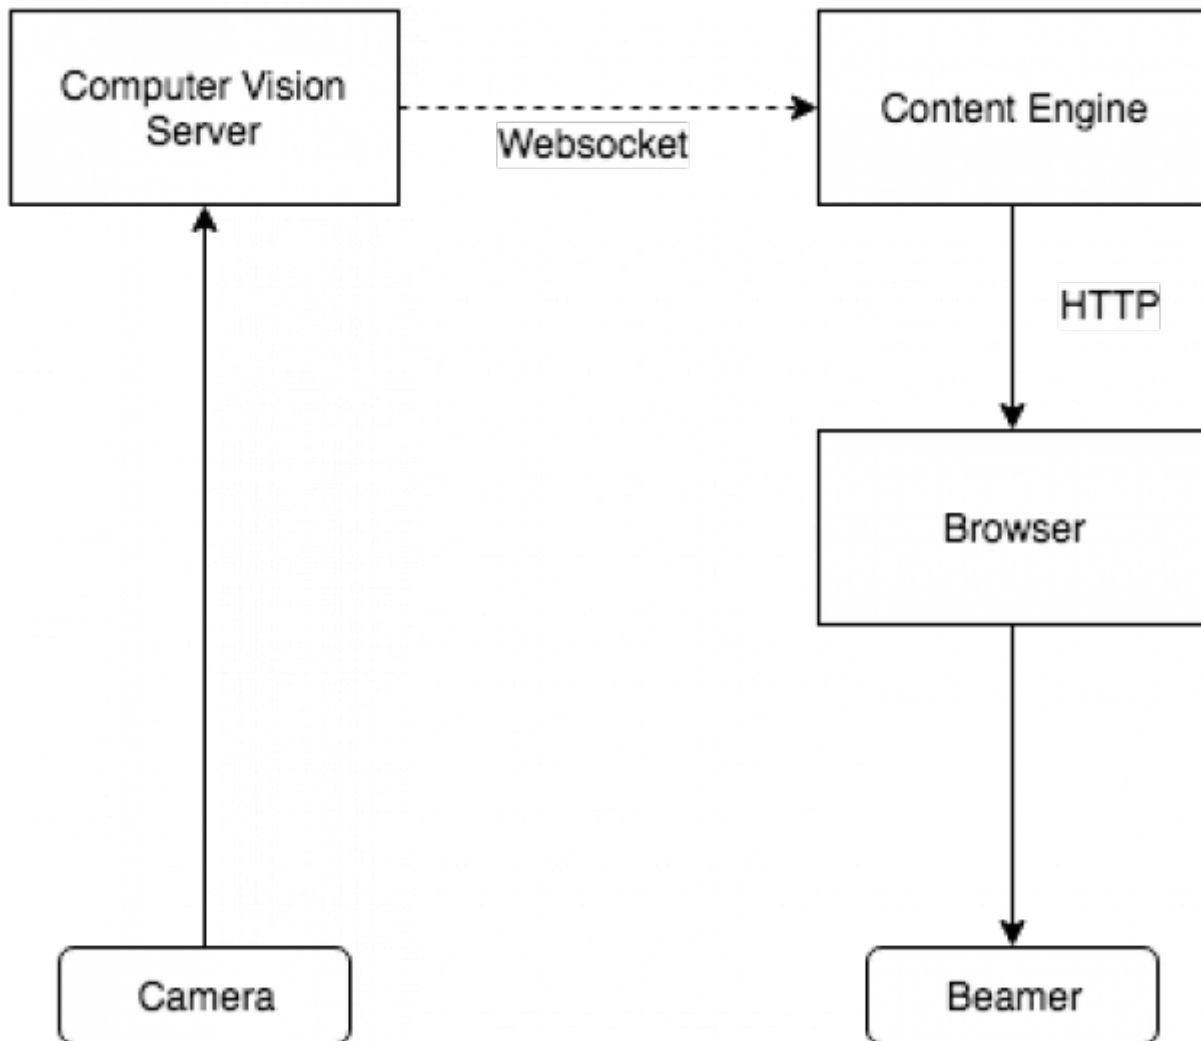 Computer Vision
Server
Websocket
Content Engine
HTTP
Browser
Camera
Beamer